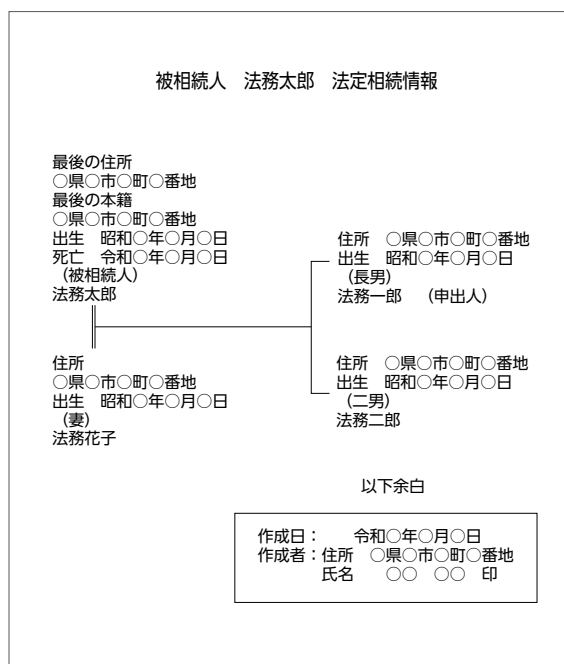 被相続人　法務太郎　法定相続情報
最後の住所
○県○市○町○番地
最後の本籍
○県○市○町○番地
出生　昭和○年○月○日
死亡　令和○年○月○日
（被相続人）
法務太郎
住所　○県○市○町○番地
出生　昭和○年○月○日
（長男）
法務一郎　（申出人）
住所
○県○市○町○番地
出生　昭和○年○月○日
（妻）
法務花子
住所　○県○市○町○番地
出生　昭和○年○月○日
（二男）
法務二郎
以下余白
作成日：　令和○年○月○日
作成者：住所　○県○市○町○番地
氏名　○○　○○　印